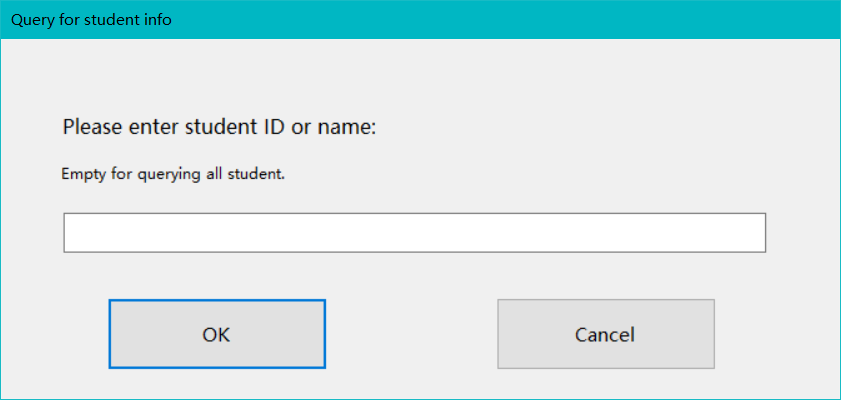 Query for student info
Please enter student ID or name:
Empty for querying all student.
OK
Cancel